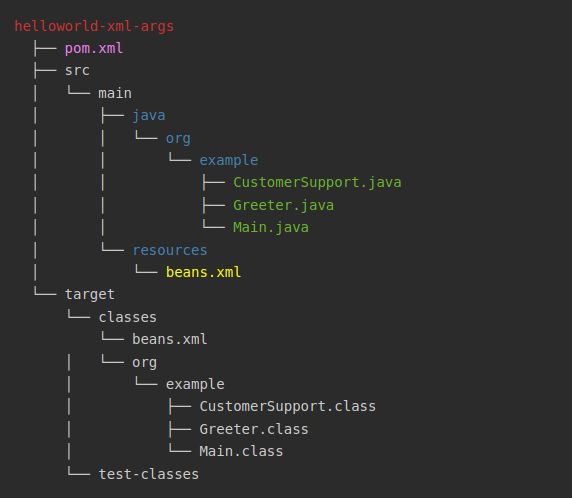 helloworld-xml-args
├── pom.xml
├── src
│   └── main
│       ├── java
│       │   └── org
│       │       └── example
│       │           ├── CustomerSupport.java
│       │           ├── Greeter.java
│       │           └── Main.java
│       └── resources
│           └── beans.xml
└── target
    └── classes
        └── beans.xml
    │   └── org
    │       └── example
    │           ├── CustomerSupport.class
    │           ├── Greeter.class
    │           └── Main.class
    └── test-classes